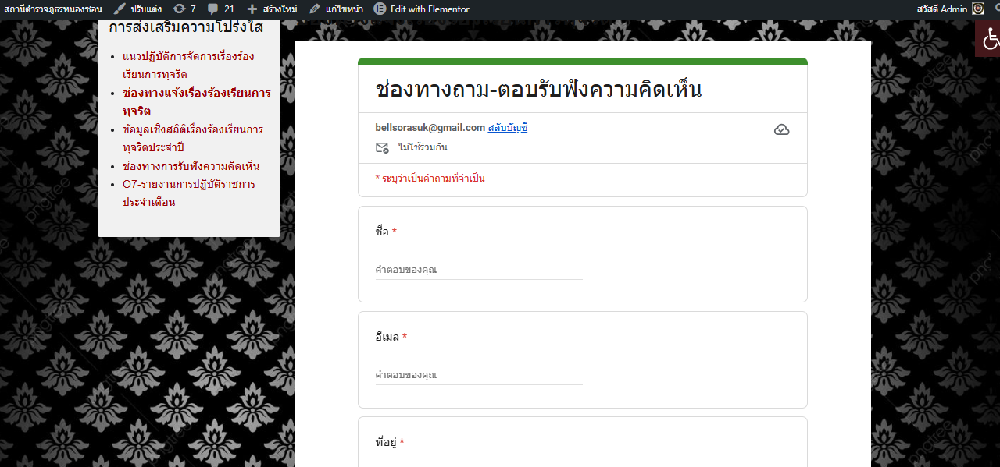 สถานีตำรวจภูธรหนองซอน ปรับแต่ง 7 21 สร้างใหม่ แก้ไขหน้า Edit with Elementor สวัสดี Admin
การส่งเสริมความโปร่งใส
แนวปฏิบัติการจัดการเรื่องร้อง
เรียนการทุจริต
ช่องทางแจ้งเรื่องร้องเรียนการ
ทุจริต
ข้อมูลเชิงสถิติเรื่องร้องเรียนการ
ทุจริตประจำปี
ช่องทางการรับฟังความคิดเห็น
O7-รายงานการปฏิบัติราชการ
ประจำเดือน
ช่องทางถาม-ตอบรับฟังความคิดเห็น
bellsorasuk@gmail.com สลับบัญชี
ไม่ใช้ร่วมกัน
* ระบุว่าเป็นคำถามที่จำเป็น
ชื่อ *
คำตอบของคุณ
อีเมล *
คำตอบของคุณ
ที่อยู่ *
pngtree
pngtree
pngtree
pngtree